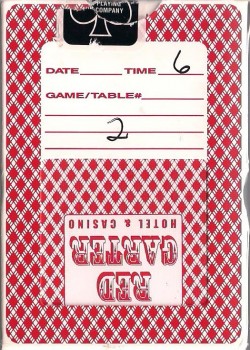 PLAYING
COMPANY
DATE TIME 6
GAME/TABLE#
2
RED
GARTER
HOTEL & CASINO